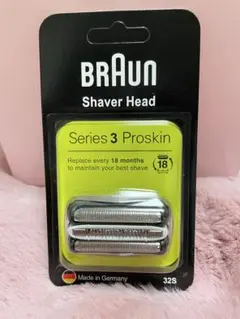 BRAUN
Shaver Head
Series 3 Proskin
Replace every 18 months
to maintain your best shave
18
Made in Germany
32S